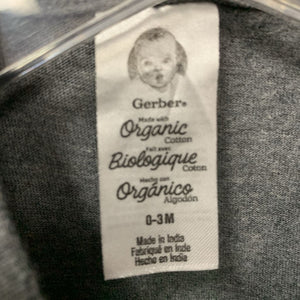 Gerber®
Made with
Organic
Cotton
Fait avec
Biologique
Coton
Hecho con
Orgánico
Algodón
0-3M
Made in India
Fabriqué en Inde
Hecho en India